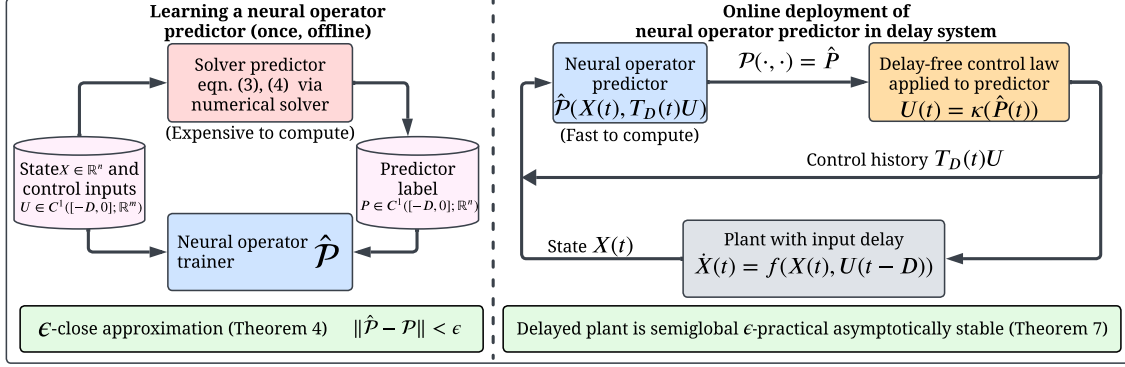 Learning a neural operator
predictor (once, offline)
Solver predictor
eqn. (3), (4) via
numerical solver
(Expensive to compute)
State X ∈ ℝⁿ and
control inputs
U ∈ C¹([−D, 0]; ℝᵐ)
Predictor
label
P ∈ C¹([−D, 0]; ℝⁿ)
Neural operator
trainer
𝒫̂
ϵ-close approximation (Theorem 4) ‖𝒫̂ − 𝒫‖ < ϵ
Online deployment of
neural operator predictor in delay system
Neural operator
predictor
𝒫̂(X(t), T_D(t)U)
(Fast to compute)
𝒫(·, ·) = P̂
Delay-free control law
applied to predictor
U(t) = κ(P̂(t))
Control history T_D(t)U
State X(t)
Plant with input delay
Ẋ(t) = f(X(t), U(t − D))
Delayed plant is semiglobal ϵ-practical asymptotically stable (Theorem 7)